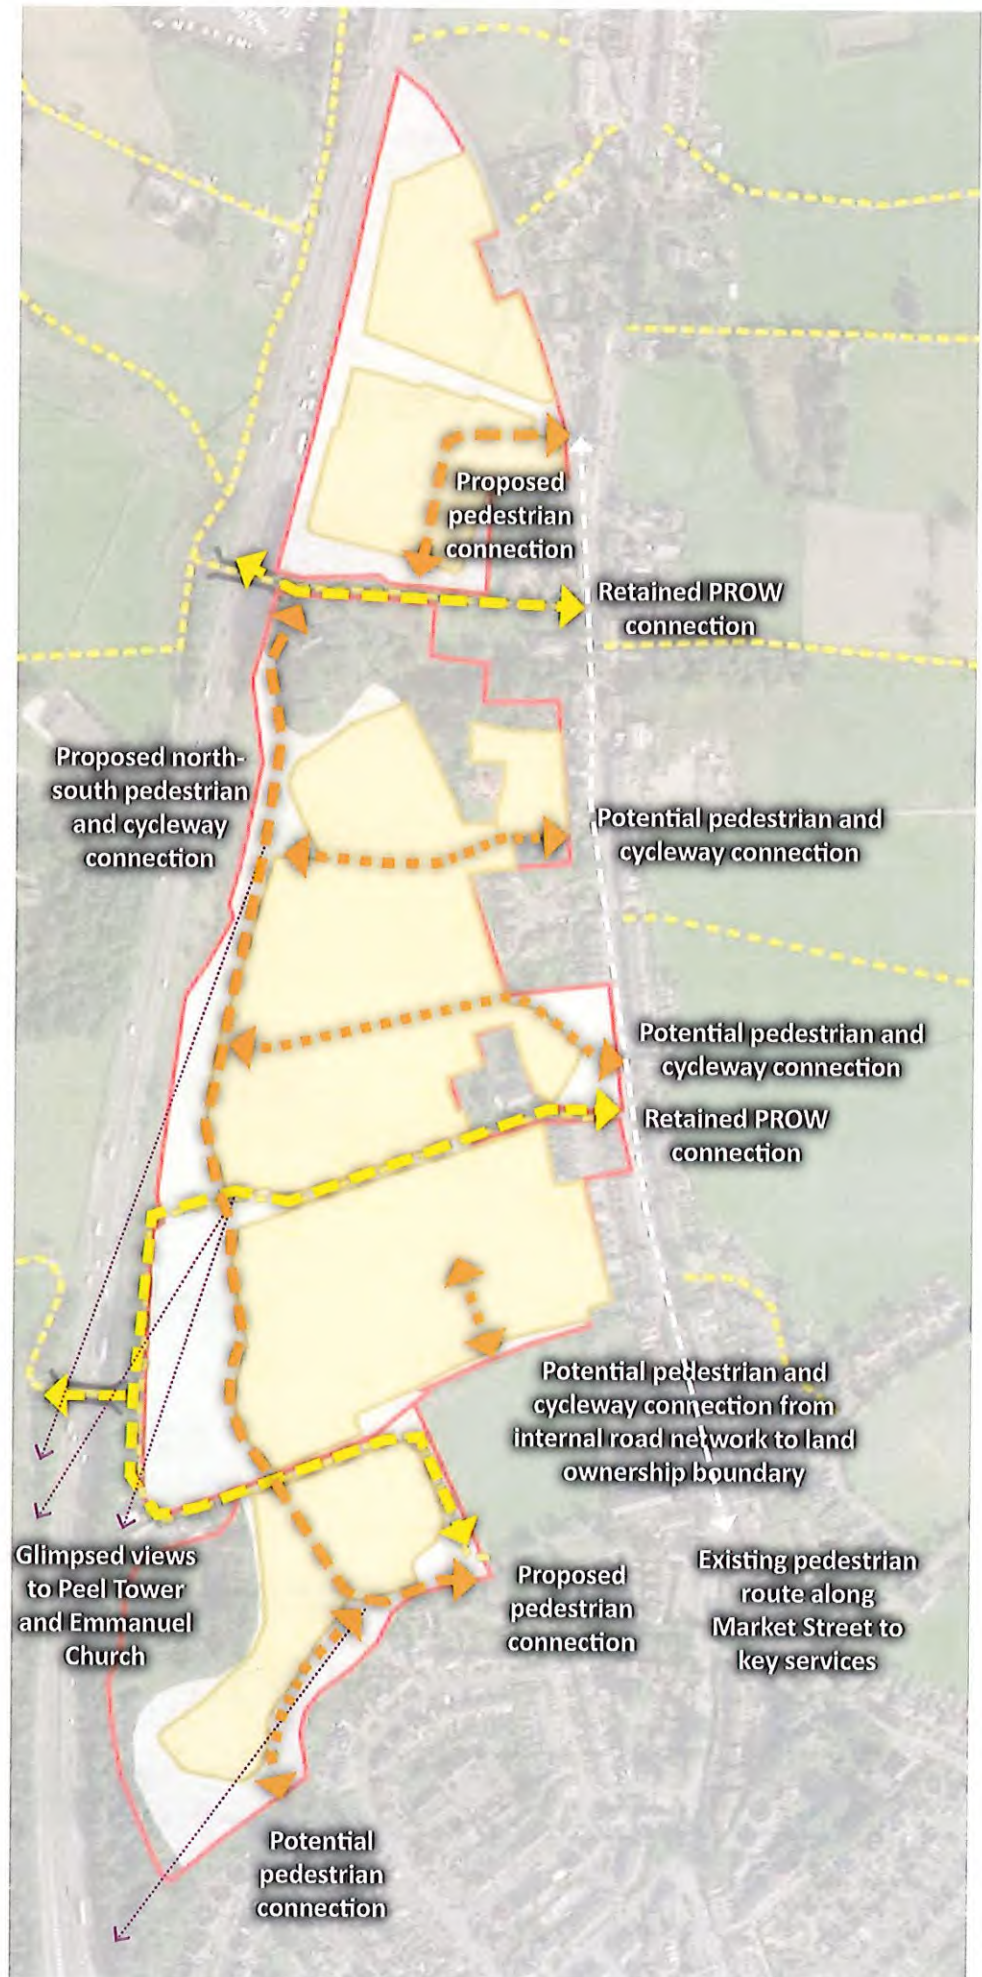 Proposed
pedestrian
connection
Retained PROW
connection
Proposed north-
south pedestrian
and cycleway
connection
Potential pedestrian and
cycleway connection
Potential pedestrian and
cycleway connection
Retained PROW
connection
Potential pedestrian and
cycleway connection from
internal road network to land
ownership boundary
Glimpsed views
to Peel Tower
and Emmanuel
Church
Proposed
pedestrian
connection
Existing pedestrian
route along
Market Street to
key services
Potential
pedestrian
connection